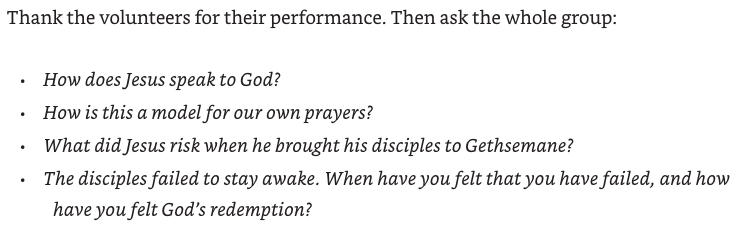 Thank the volunteers for their performance. Then ask the whole group:
• How does Jesus speak to God?
• How is this a model for our own prayers?
• What did Jesus risk when he brought his disciples to Gethsemane?
• The disciples failed to stay awake. When have you felt that you have failed, and how
have you felt God’s redemption?